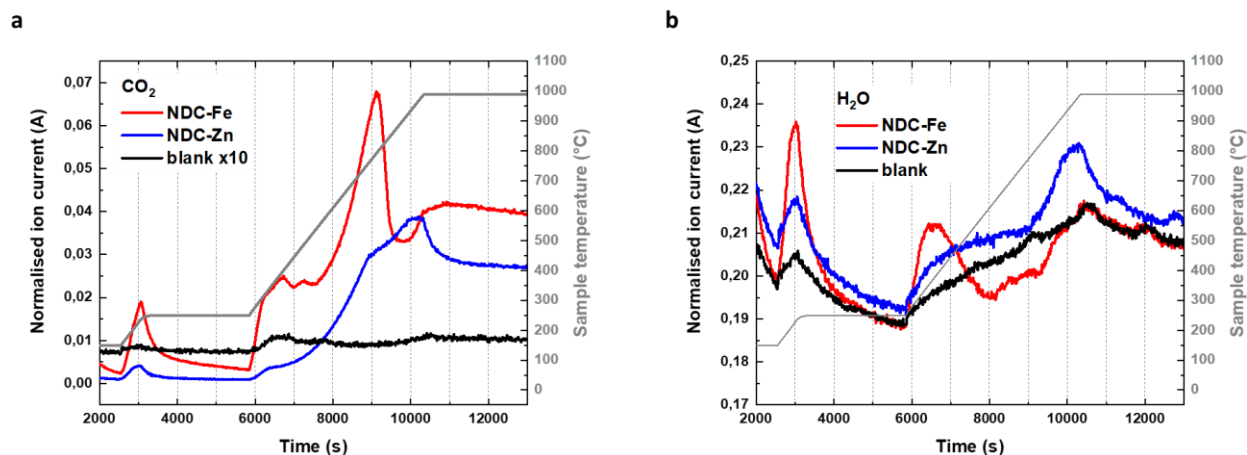 a
CO2
NDC-Fe
NDC-Zn
blank x10
Normalised ion current (A)
0,07
0,06
0,05
0,04
0,03
0,02
0,01
0,00
2000 4000 6000 8000 10000 12000
Time (s)
1100
1000
900
800
700
600
500
400
300
200
100
0
Sample temperature (°C)
b
H2O
NDC-Fe
NDC-Zn
blank
Normalised ion current (A)
0,25
0,24
0,23
0,22
0,21
0,20
0,19
0,18
0,17
2000 4000 6000 8000 10000 12000
Time (s)
1100
1000
900
800
700
600
500
400
300
200
100
0
Sample temperature (°C)